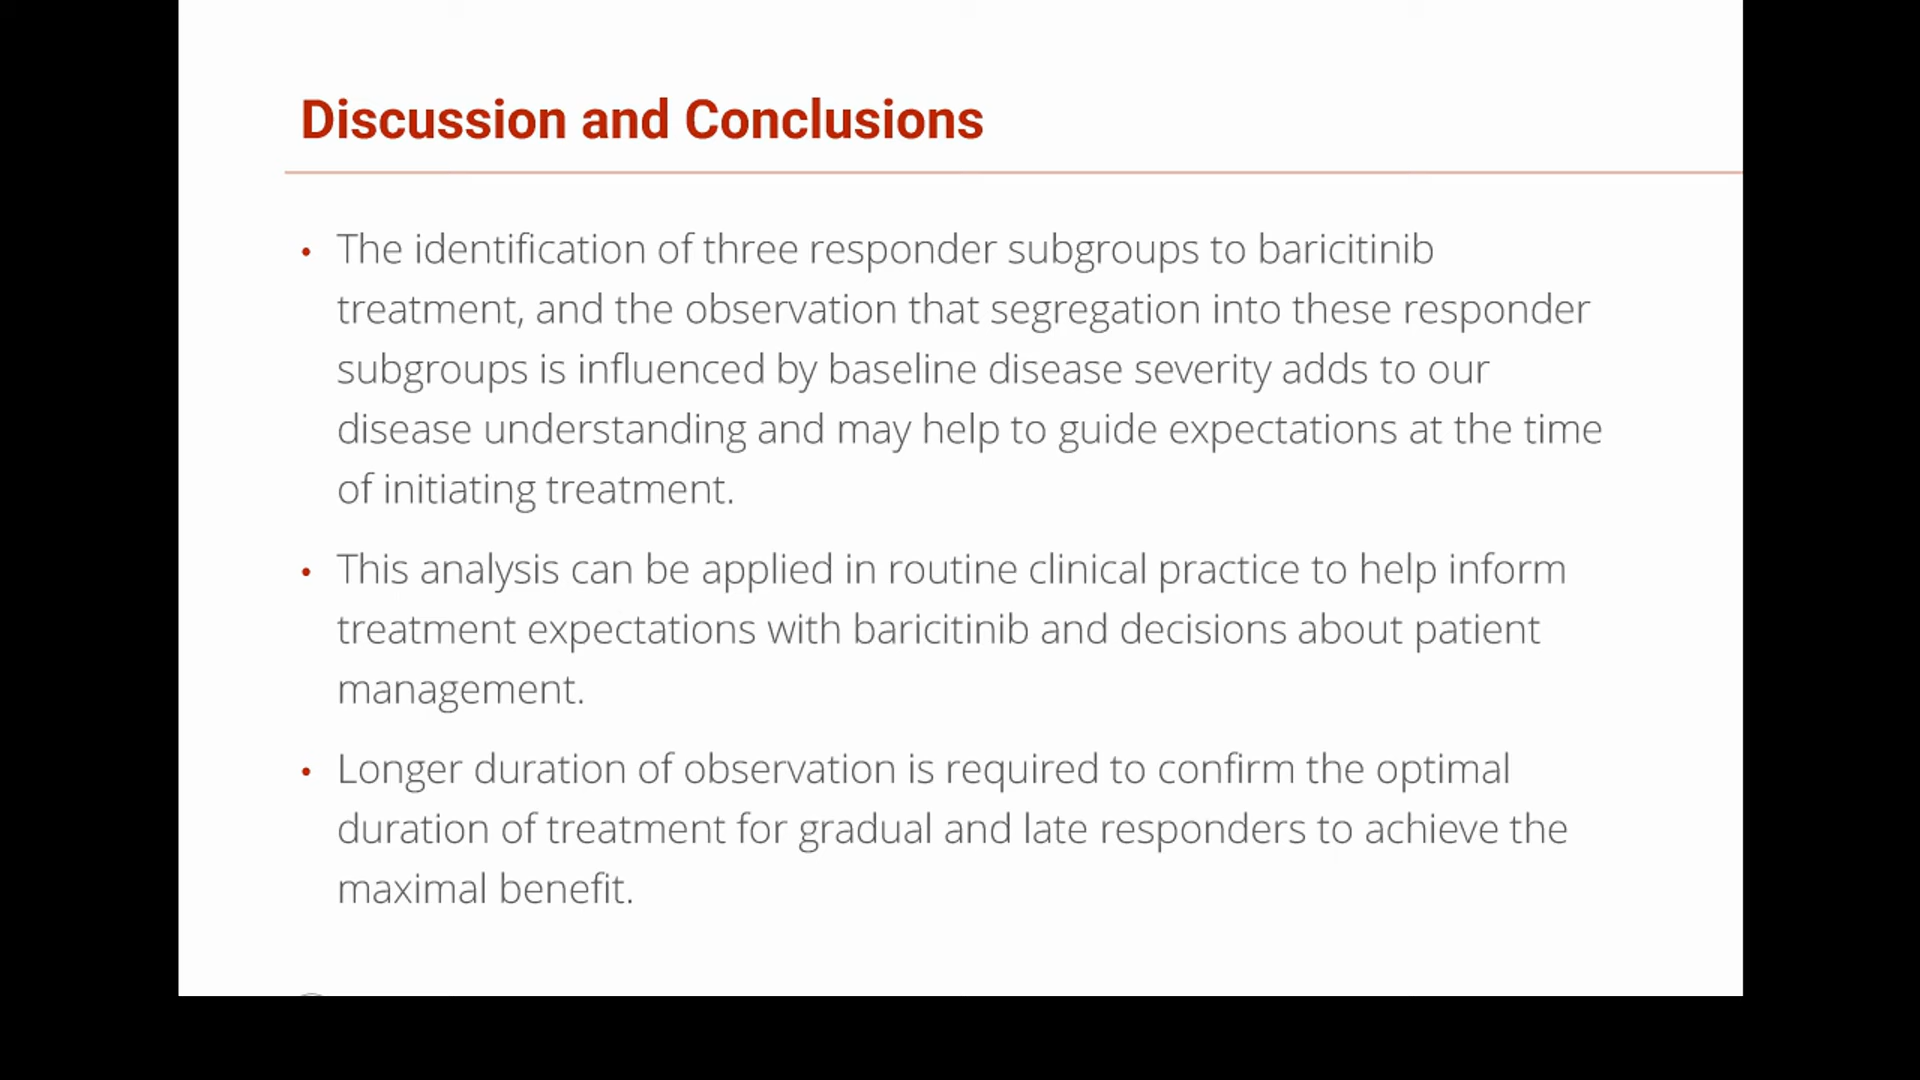 Discussion and Conclusions
• The identification of three responder subgroups to baricitinib
treatment, and the observation that segregation into these responder
subgroups is influenced by baseline disease severity adds to our
disease understanding and may help to guide expectations at the time
of initiating treatment.
• This analysis can be applied in routine clinical practice to help inform
treatment expectations with baricitinib and decisions about patient
management.
• Longer duration of observation is required to confirm the optimal
duration of treatment for gradual and late responders to achieve the
maximal benefit.